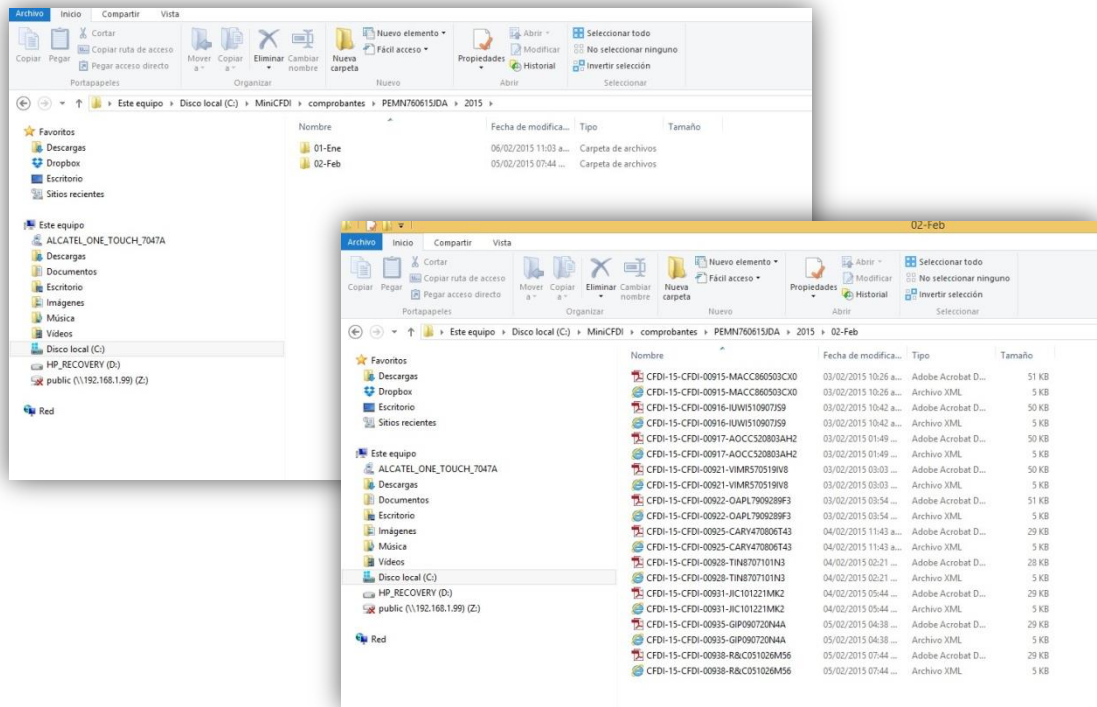 Archivo Inicio Compartir Vista
Copiar Pegar Cortar Copiar ruta de acceso Pegar acceso directo
Mover a Copiar a Eliminar Cambiar nombre Nueva carpeta Nuevo elemento Fácil acceso
Propiedades Abrir Modificar Historial Seleccionar todo No seleccionar ninguno Invertir selección
Portapapeles Organizar Nuevo Abrir Seleccionar
Este equipo Disco local (C:) MiniCFDI comprobantes PEMN760615JDA 2015
Favoritos
Descargas
Dropbox
Escritorio
Sitios recientes
Este equipo
ALCATEL_ONE_TOUCH_7047A
Descargas
Documentos
Escritorio
Imágenes
Música
Vídeos
Disco local (C:)
HP_RECOVERY (D:)
public (\\192.168.1.99) (Z:)
Red
Nombre Fecha de modifica... Tipo Tamaño
01-Ene 06/02/2015 11:03 a... Carpeta de archivos
02-Feb 05/02/2015 07:44 ... Carpeta de archivos
02-Feb
Archivo Inicio Compartir Vista
Copiar Pegar Cortar Copiar ruta de acceso Pegar acceso directo
Mover a Copiar a Eliminar Cambiar nombre Nueva carpeta Nuevo elemento Fácil acceso
Propiedades Abrir Modificar Historial Seleccionar todo No seleccionar ninguno Invertir selección
Portapapeles Organizar Nuevo Abrir Seleccionar
Este equipo Disco local (C:) MiniCFDI comprobantes PEMN760615JDA 2015 02-Feb
Favoritos
Descargas
Dropbox
Escritorio
Sitios recientes
Este equipo
ALCATEL_ONE_TOUCH_7047A
Descargas
Documentos
Escritorio
Imágenes
Música
Vídeos
Disco local (C:)
HP_RECOVERY (D:)
public (\\192.168.1.99) (Z:)
Red
Nombre Fecha de modifica... Tipo Tamaño
CFDI-15-CFDI-00915-MACC860503CX0 03/02/2015 10:26 a... Adobe Acrobat D... 51 KB
CFDI-15-CFDI-00915-MACC860503CX0 03/02/2015 10:26 a... Archivo XML 5 KB
CFDI-15-CFDI-00916-IUWI510907JS9 03/02/2015 10:42 a... Adobe Acrobat D... 50 KB
CFDI-15-CFDI-00916-IUWI510907JS9 03/02/2015 10:42 a... Archivo XML 5 KB
CFDI-15-CFDI-00917-AOCC520803AH2 03/02/2015 01:49 ... Adobe Acrobat D... 50 KB
CFDI-15-CFDI-00917-AOCC520803AH2 03/02/2015 01:49 ... Archivo XML 5 KB
CFDI-15-CFDI-00921-VIMR570519IV8 03/02/2015 03:03 ... Adobe Acrobat D... 50 KB
CFDI-15-CFDI-00921-VIMR570519IV8 03/02/2015 03:03 ... Archivo XML 5 KB
CFDI-15-CFDI-00922-OAPL7909289F3 03/02/2015 03:54 ... Adobe Acrobat D... 51 KB
CFDI-15-CFDI-00922-OAPL7909289F3 03/02/2015 03:54 ... Archivo XML 5 KB
CFDI-15-CFDI-00925-CARY470806T43 04/02/2015 11:43 a... Adobe Acrobat D... 29 KB
CFDI-15-CFDI-00925-CARY470806T43 04/02/2015 11:43 a... Archivo XML 5 KB
CFDI-15-CFDI-00928-TIN8707101N3 04/02/2015 02:21 ... Adobe Acrobat D... 28 KB
CFDI-15-CFDI-00928-TIN8707101N3 04/02/2015 02:21 ... Archivo XML 5 KB
CFDI-15-CFDI-00931-JIC101221MK2 04/02/2015 05:44 ... Adobe Acrobat D... 29 KB
CFDI-15-CFDI-00931-JIC101221MK2 04/02/2015 05:44 ... Archivo XML 5 KB
CFDI-15-CFDI-00935-GIP090720N4A 05/02/2015 04:38 ... Adobe Acrobat D... 29 KB
CFDI-15-CFDI-00935-GIP090720N4A 05/02/2015 04:38 ... Archivo XML 5 KB
CFDI-15-CFDI-00938-R&C051026M56 05/02/2015 07:44 ... Adobe Acrobat D... 29 KB
CFDI-15-CFDI-00938-R&C051026M56 05/02/2015 07:44 ... Archivo XML 5 KB